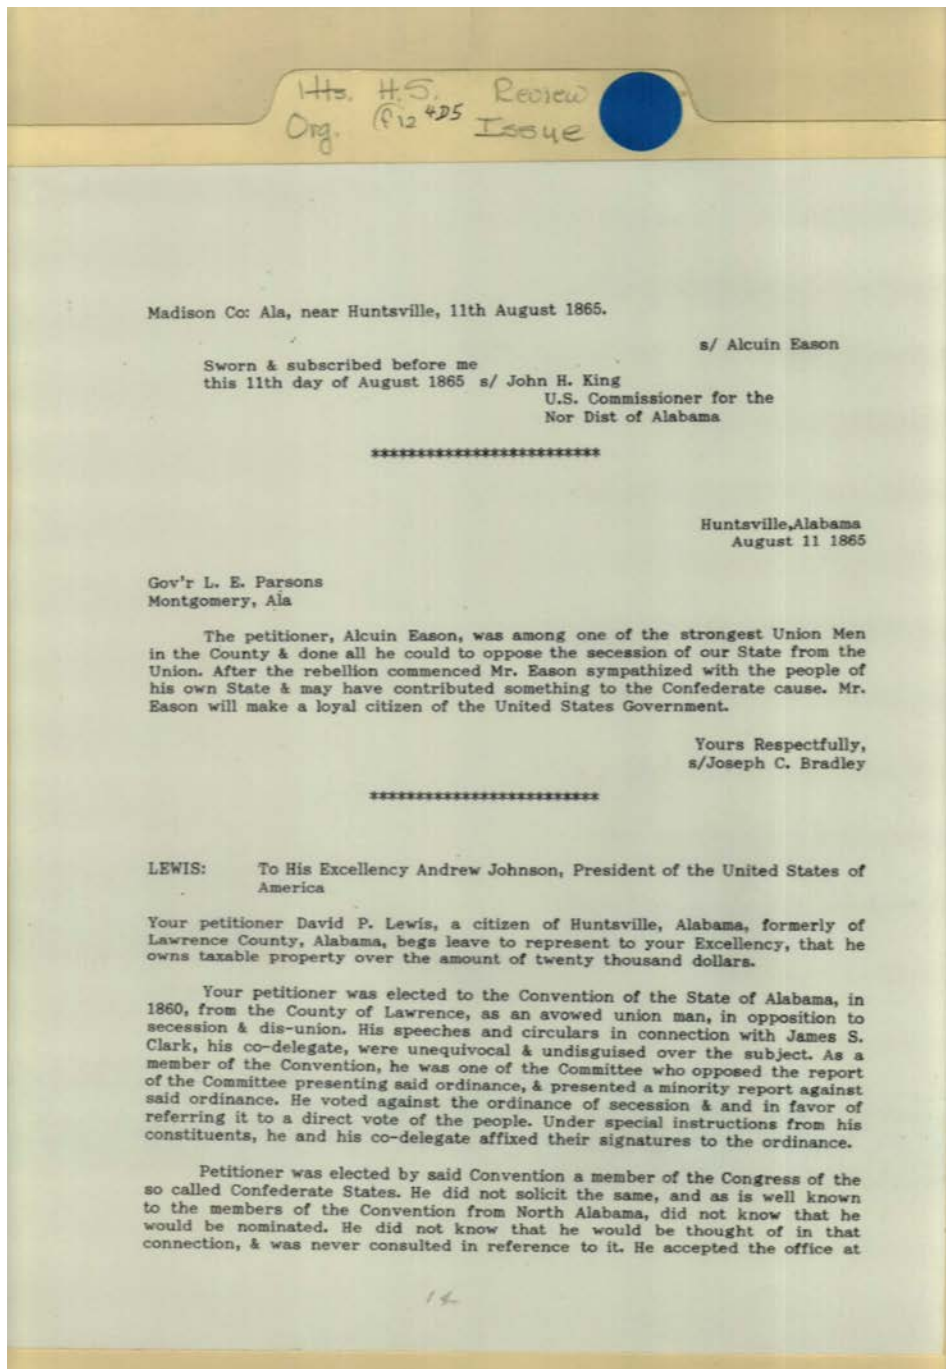 Hts. H.S. Review
Org. f12 4D5 Issue
Madison Co: Ala, near Huntsville, 11th August 1865.
s/ Alcuin Eason
Sworn & subscribed before me
this 11th day of August 1865 s/ John H. King
U.S. Commissioner for the
Nor Dist of Alabama
*************************
Huntsville,Alabama
August 11 1865
Gov'r L. E. Parsons
Montgomery, Ala
The petitioner, Alcuin Eason, was among one of the strongest Union Men
in the County & done all he could to oppose the secession of our State from the
Union. After the rebellion commenced Mr. Eason sympathized with the people of
his own State & may have contributed something to the Confederate cause. Mr.
Eason will make a loyal citizen of the United States Government.
Yours Respectfully,
s/Joseph C. Bradley
*************************
LEWIS: To His Excellency Andrew Johnson, President of the United States of
America
Your petitioner David P. Lewis, a citizen of Huntsville, Alabama, formerly of
Lawrence County, Alabama, begs leave to represent to your Excellency, that he
owns taxable property over the amount of twenty thousand dollars.
Your petitioner was elected to the Convention of the State of Alabama, in
1860, from the County of Lawrence, as an avowed union man, in opposition to
secession & dis-union. His speeches and circulars in connection with James S.
Clark, his co-delegate, were unequivocal & undisguised over the subject. As a
member of the Convention, he was one of the Committee who opposed the report
of the Committee presenting said ordinance, & presented a minority report against
said ordinance. He voted against the ordinance of secession & and in favor of
referring it to a direct vote of the people. Under special instructions from his
constituents, he and his co-delegate affixed their signatures to the ordinance.
Petitioner was elected by said Convention a member of the Congress of the
so called Confederate States. He did not solicit the same, and as is well known
to the members of the Convention from North Alabama, did not know that he
would be nominated. He did not know that he would be thought of in that
connection, & was never consulted in reference to it. He accepted the office at
14